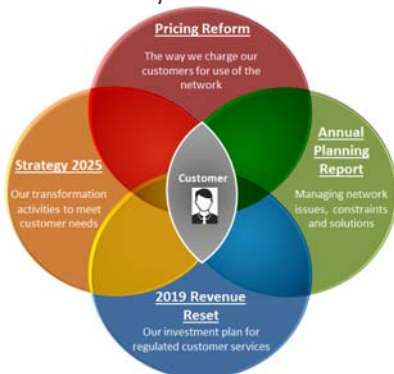 Pricing Reform
The way we charge our
customers for use of the
network
Strategy 2025
Our transformation
activities to meet
customer needs
Customer
Annual
Planning
Report
Managing network
issues, constraints
and solutions
2019 Revenue
Reset
Our investment plan for
regulated customer services